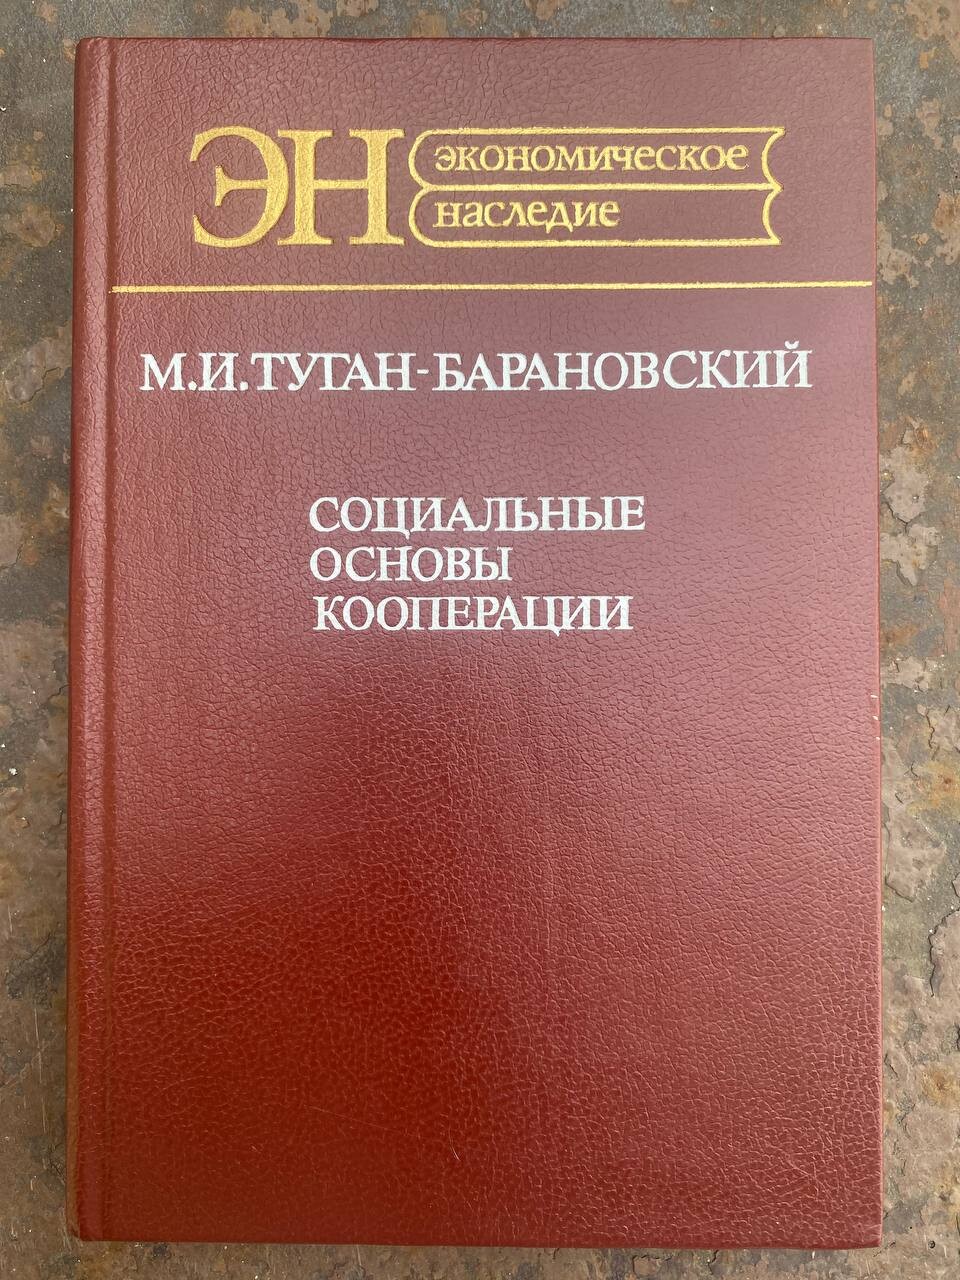 ЭН
экономическое
наследие
М.И.ТУГАН-БАРАНОВСКИЙ
СОЦИАЛЬНЫЕ
ОСНОВЫ
КООПЕРАЦИИ